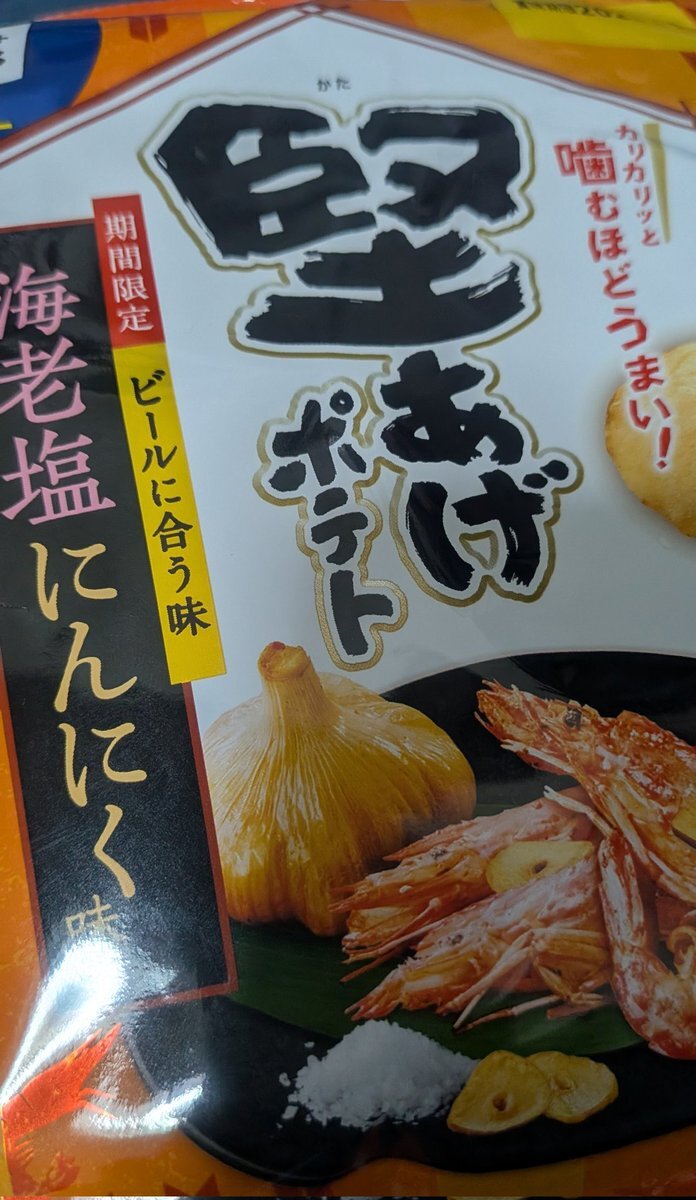 かた
堅あげ
ポテト
カリカリッと
噛むほどうまい!
期間限定
ビールに合う味
海老塩
にんにく味